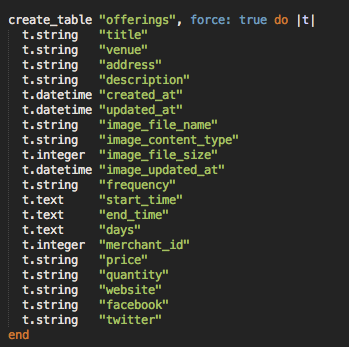 create_table "offerings", force: true do |t|
  t.string   "title"
  t.string   "venue"
  t.string   "address"
  t.string   "description"
  t.datetime "created_at"
  t.datetime "updated_at"
  t.string   "image_file_name"
  t.string   "image_content_type"
  t.integer  "image_file_size"
  t.datetime "image_updated_at"
  t.string   "frequency"
  t.text     "start_time"
  t.text     "end_time"
  t.text     "days"
  t.integer  "merchant_id"
  t.string   "price"
  t.string   "quantity"
  t.string   "website"
  t.string   "facebook"
  t.string   "twitter"
end